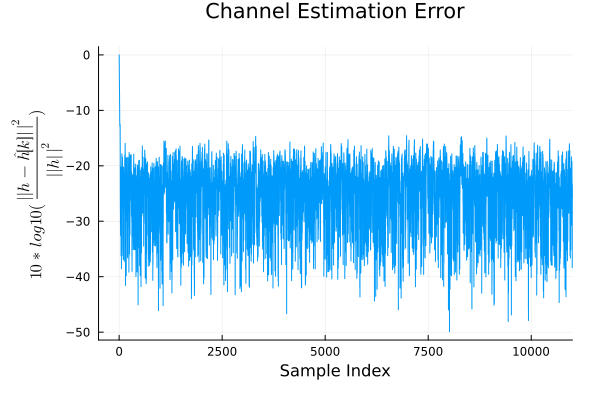 Channel Estimation Error
10 * log10( ||h − ĥ[k]||² / ||h||² )
0
−10
−20
−30
−40
−50
0 2500 5000 7500 10000
Sample Index